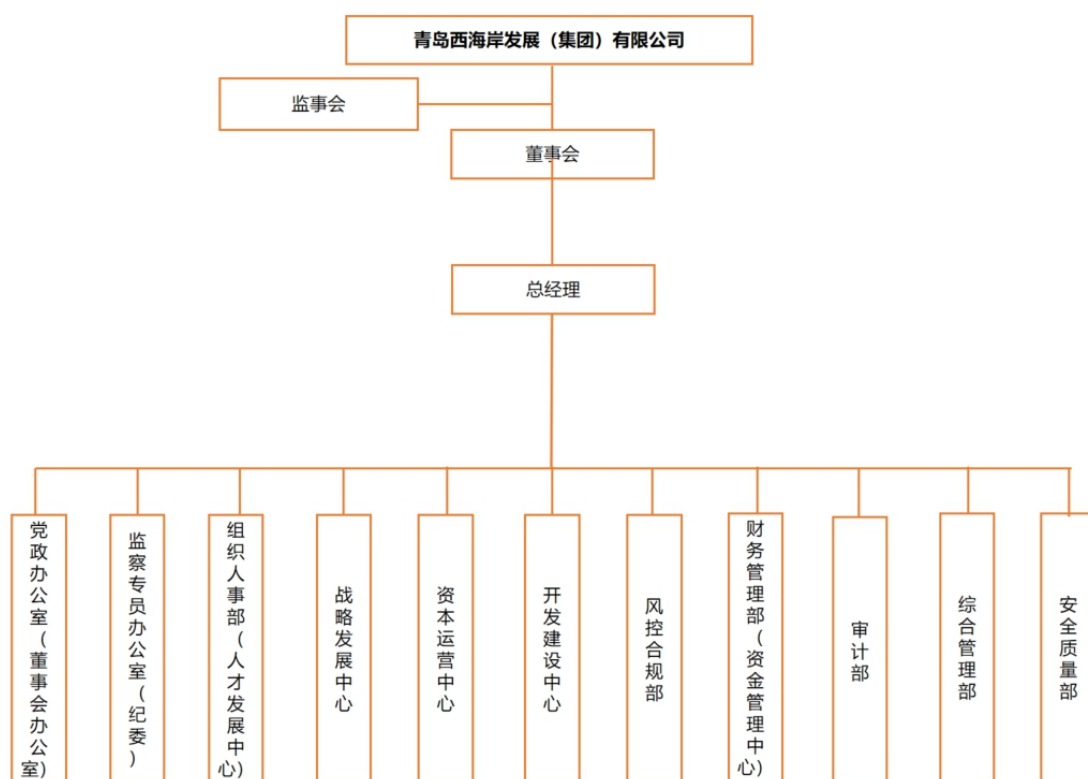 青岛西海岸发展（集团）有限公司
监事会
董事会
总经理
党政办公室（董事会办公室）
监察专员办公室（纪委）
组织人事部（人才发展中心）
战略发展中心
资本运营中心
开发建设中心
风控合规部
财务管理部（资金管理中心）
审计部
综合管理部
安全质量部